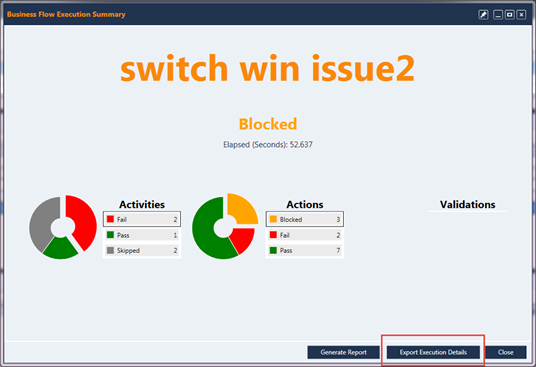 Business Flow Execution Summary
switch win issue2
Blocked
Elapsed (Seconds): 52.637
Activities
Fail 2
Pass 1
Skipped 2
Actions
Blocked 3
Fail 2
Pass 7
Validations
Generate Report
Export Execution Details
Close